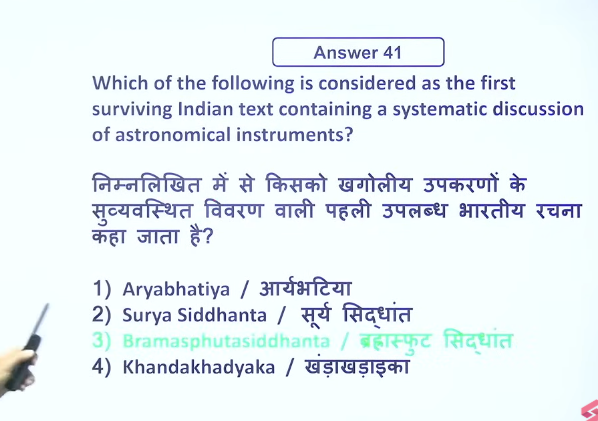 Answer 41
Which of the following is considered as the first
surviving Indian text containing a systematic discussion
of astronomical instruments?
निम्नलिखित में से किसको खगोलीय उपकरणों के
सुव्यवस्थित विवरण वाली पहली उपलब्ध भारतीय रचना
कहा जाता है?
1) Aryabhatiya / आर्यभटिया
2) Surya Siddhanta / सूर्य सिद्धांत
3) Bramasphutasiddhanta / ब्रह्मास्फुट सिद्धांत
4) Khandakhadyaka / खंड़ाखड़ाइका